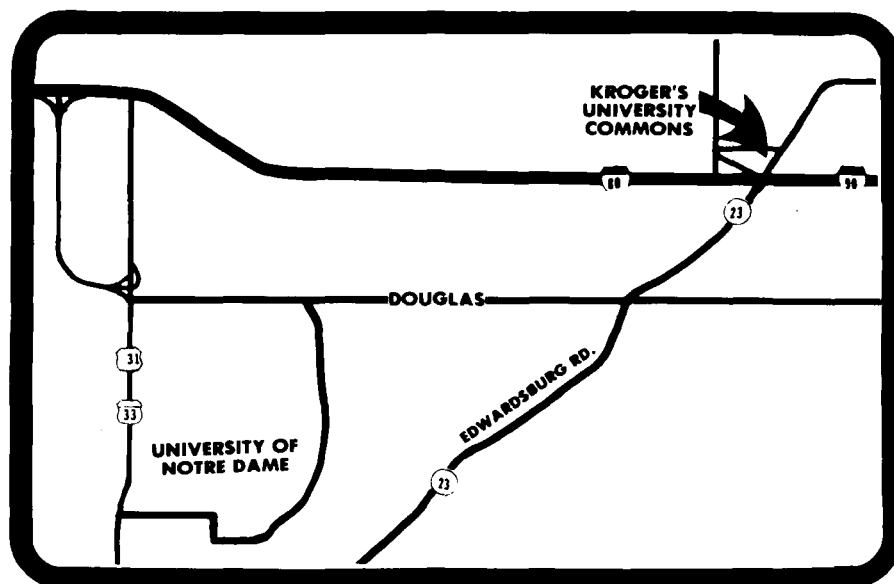 KROGER'S
UNIVERSITY
COMMONS
80
90
23
DOUGLAS
31
EDWARDSBURG RD.
33
UNIVERSITY OF
NOTRE DAME
23